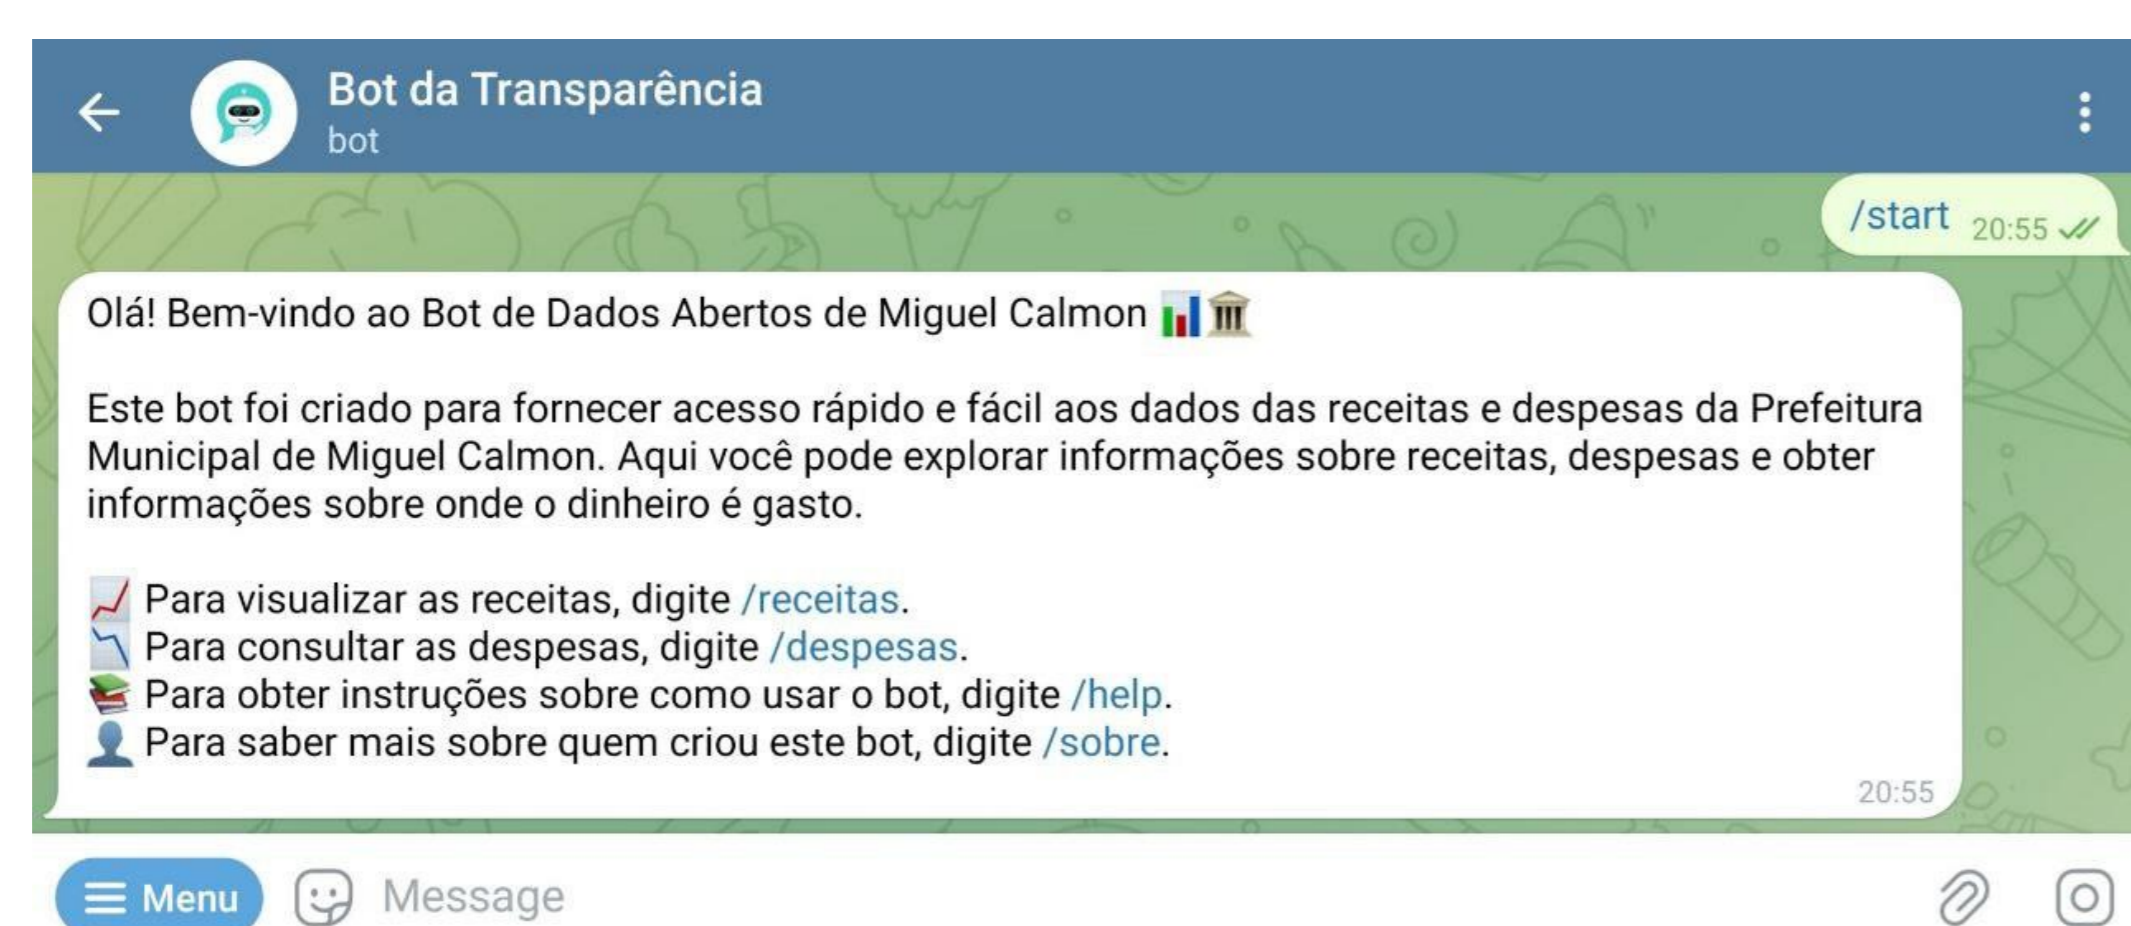 Bot da Transparência
bot
/start 20:55
Olá! Bem-vindo ao Bot de Dados Abertos de Miguel Calmon 📊🏛️
Este bot foi criado para fornecer acesso rápido e fácil aos dados das receitas e despesas da Prefeitura
Municipal de Miguel Calmon. Aqui você pode explorar informações sobre receitas, despesas e obter
informações sobre onde o dinheiro é gasto.
📈 Para visualizar as receitas, digite /receitas.
📉 Para consultar as despesas, digite /despesas.
📚 Para obter instruções sobre como usar o bot, digite /help.
👤 Para saber mais sobre quem criou este bot, digite /sobre.
20:55
Menu
Message